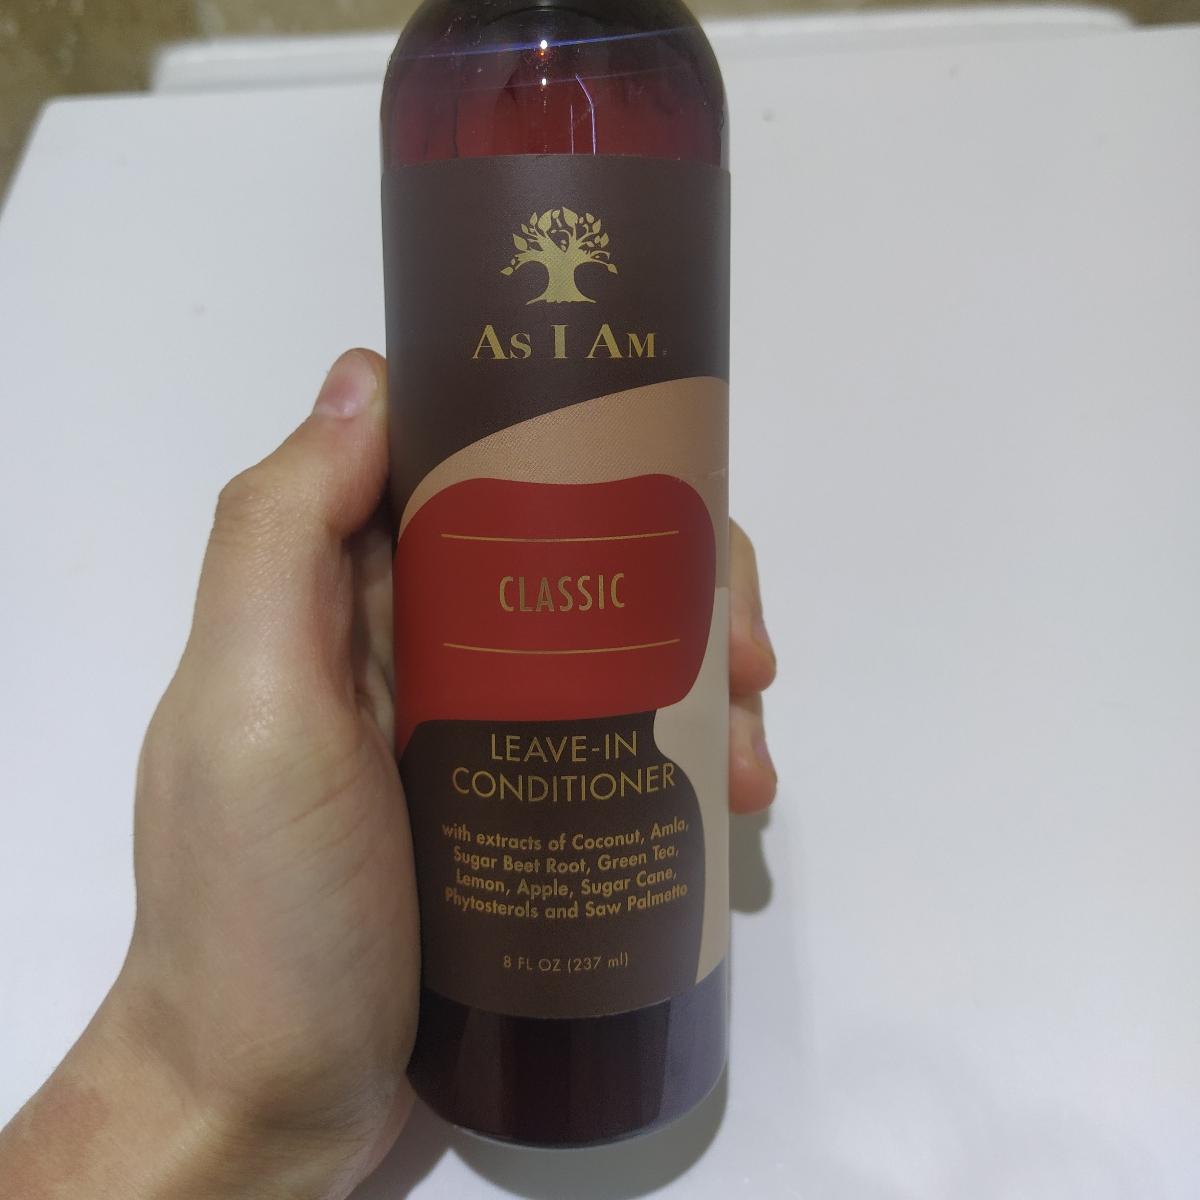 As I Am
CLASSIC
LEAVE-IN
CONDITIONER
with extracts of Coconut, Amla,
Sugar Beet Root, Green Tea,
Lemon, Apple, Sugar Cane,
Phytosterols and Saw Palmetto
8 FL OZ (237 ml)